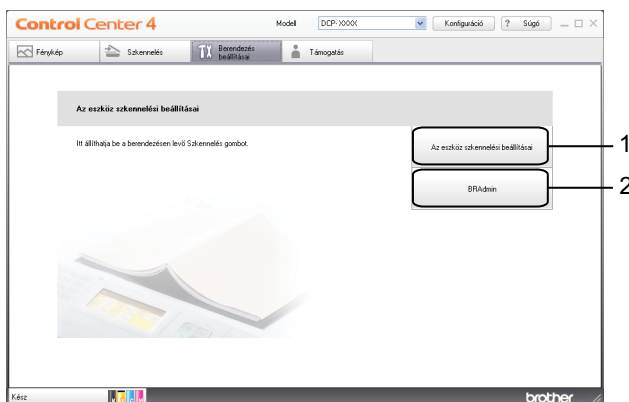 Control Center 4 Modell DCP-XXXX Konfiguráció ? Súgó
Fénykép Szkennelés Berendezés beállításai Támogatás
Az eszköz szkennelési beállításai
Itt állíthatja be a berendezésen levő Szkennelés gombot.
Az eszköz szkennelési beállításai 1
BRAdmin 2
Kész brother